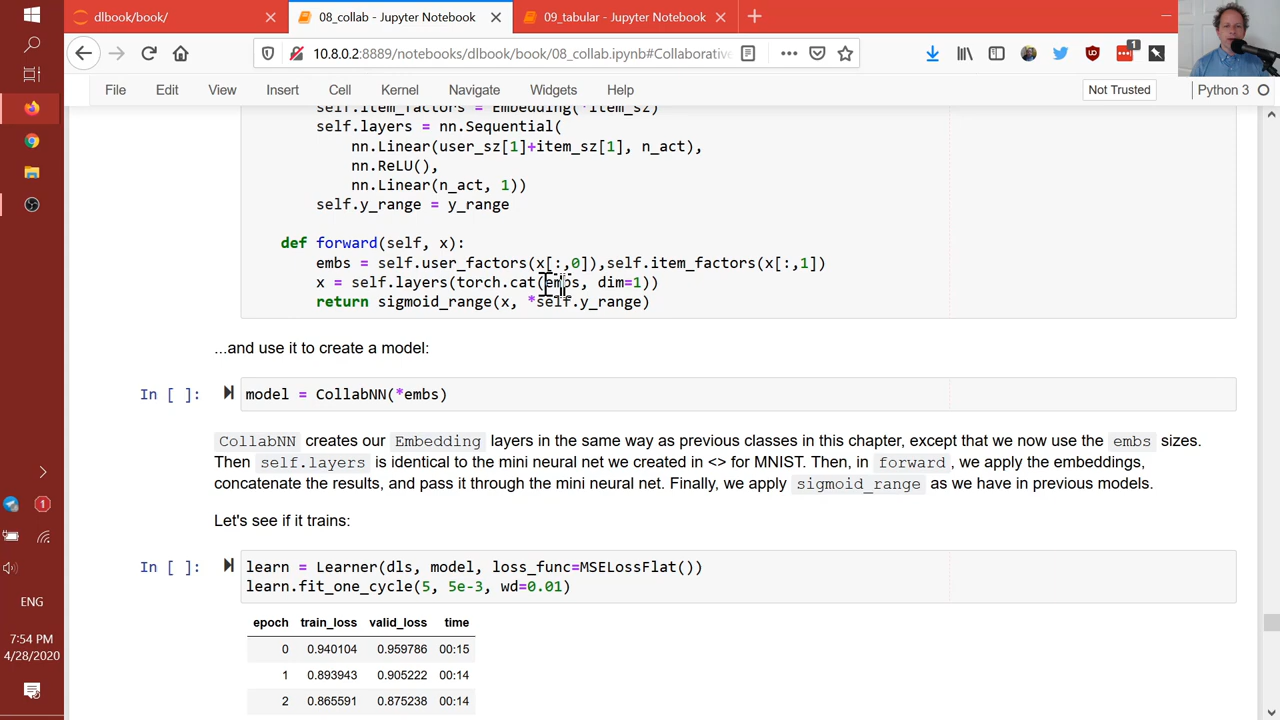 dlbook/book/
08_collab - Jupyter Notebook
09_tabular - Jupyter Notebook
10.8.0.2:8889/notebooks/dlbook/book/08_collab.ipynb#Collaborative
1
File Edit View Insert Cell Kernel Navigate Widgets Help
Not Trusted
Python 3
self.item_factors = Embedding(*item_sz)
self.layers = nn.Sequential(
nn.Linear(user_sz[1]+item_sz[1], n_act),
nn.ReLU(),
nn.Linear(n_act, 1))
self.y_range = y_range
def forward(self, x):
embs = self.user_factors(x[:,0]),self.item_factors(x[:,1])
x = self.layers(torch.cat(embs, dim=1))
return sigmoid_range(x, *self.y_range)
...and use it to create a model:
In [ ]:
model = CollabNN(*embs)
CollabNN creates our Embedding layers in the same way as previous classes in this chapter, except that we now use the embs sizes.
Then self.layers is identical to the mini neural net we created in <> for MNIST. Then, in forward, we apply the embeddings,
concatenate the results, and pass it through the mini neural net. Finally, we apply sigmoid_range as we have in previous models.
Let's see if it trains:
In [ ]:
learn = Learner(dls, model, loss_func=MSELossFlat())
learn.fit_one_cycle(5, 5e-3, wd=0.01)
epoch train_loss valid_loss time
0 0.940104 0.959786 00:15
1 0.893943 0.905222 00:14
2 0.865591 0.875238 00:14
1
ENG
7:54 PM
4/28/2020